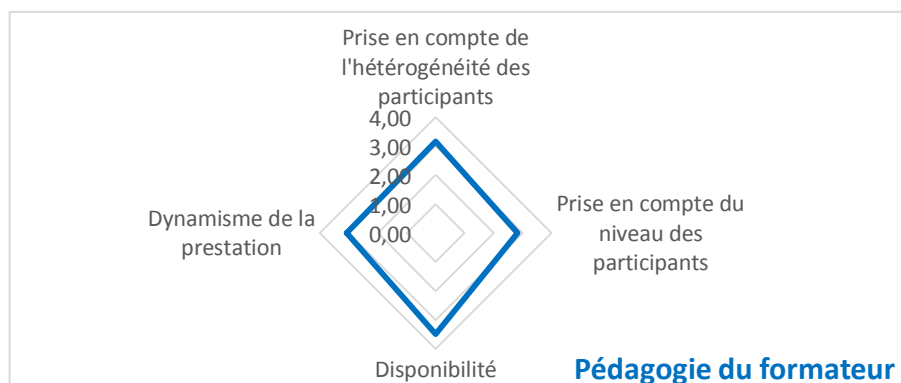 Prise en compte de
l'hétérogénéité des
participants
4,00
3,00
2,00
1,00
0,00
Dynamisme de la
prestation
Prise en compte du
niveau des
participants
Disponibilité
Pédagogie du formateur